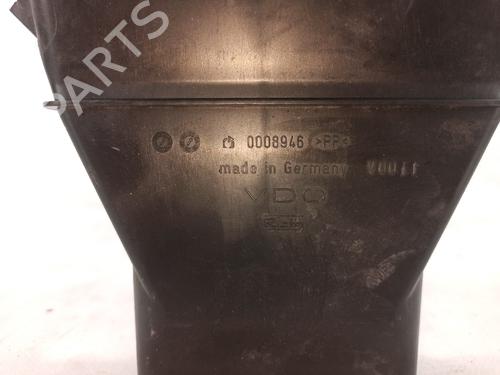 PARTS
0008946 >PP<
made in Germany
VDO